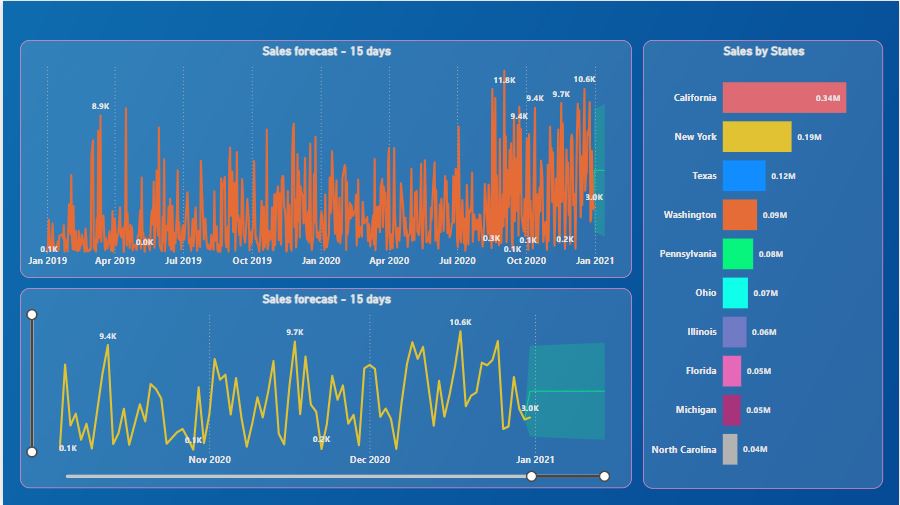 Sales forecast - 15 days
11.8K
10.6K
8.9K
9.4K
9.7K
9.4K
3.0K
0.1K
0.0K
0.3K
0.1K
0.1K
0.2K
Jan 2019
Apr 2019
Jul 2019
Oct 2019
Jan 2020
Apr 2020
Jul 2020
Oct 2020
Jan 2021
Sales forecast - 15 days
9.4K
9.7K
10.6K
0.1K
0.1K
0.2K
3.0K
Nov 2020
Dec 2020
Jan 2021
Sales by States
California 0.34M
New York 0.19M
Texas 0.12M
Washington 0.09M
Pennsylvania 0.08M
Ohio 0.07M
Illinois 0.06M
Florida 0.05M
Michigan 0.05M
North Carolina 0.04M